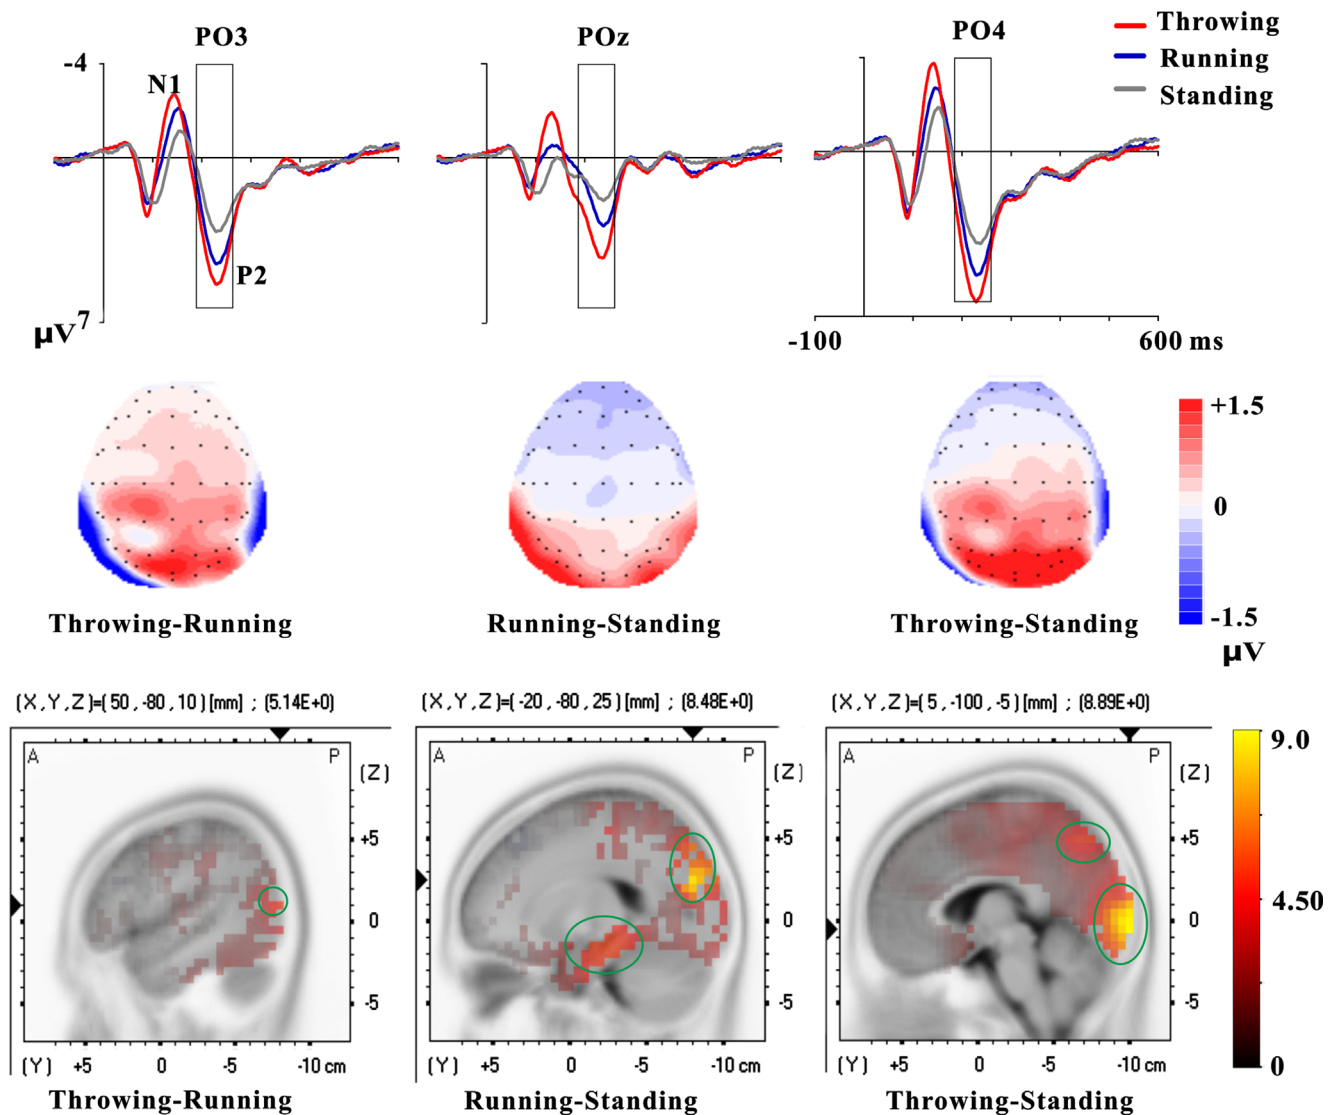 PO3
POz
PO4
Throwing
Running
Standing
-4
N1
P2
7
µV
-100
600 ms
+1.5
0
-1.5
µV
Throwing-Running
Running-Standing
Throwing-Standing
(X,Y,Z)=(50,-80,10)[mm] ; (5.14E+0)
(X,Y,Z)=(-20,-80,25)[mm] ; (8.48E+0)
(X,Y,Z)=(5,-100,-5)[mm] ; (8.89E+0)
A P (Z)
+5
0
-5
(Y) +5 0 -5 -10 cm
A P (Z)
+5
0
-5
(Y) +5 0 -5 -10 cm
A P (Z)
+5
0
-5
(Y) +5 0 -5 -10 cm
9.0
4.50
0
Throwing-Running
Running-Standing
Throwing-Standing